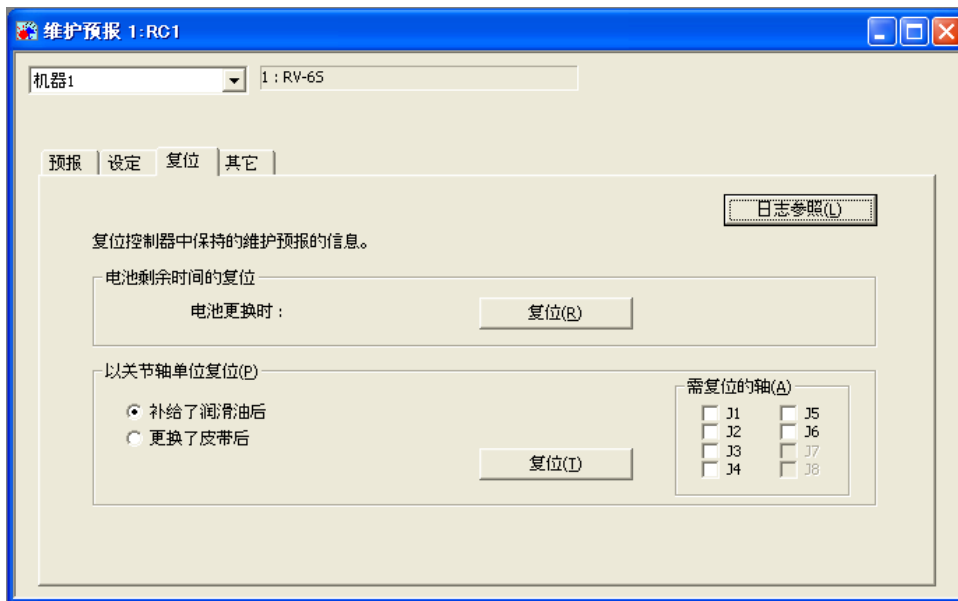 维护预报 1:RC1
机器1
1 : RV-6S
预报 设定 复位 其它
日志参照(L)
复位控制器中保持的维护预报的信息。
电池剩余时间的复位
电池更换时：
复位(R)
以关节轴单位复位(P)
补给了润滑油后
更换了皮带后
复位(T)
需复位的轴(A)
J1 J5
J2 J6
J3 J7
J4 J8